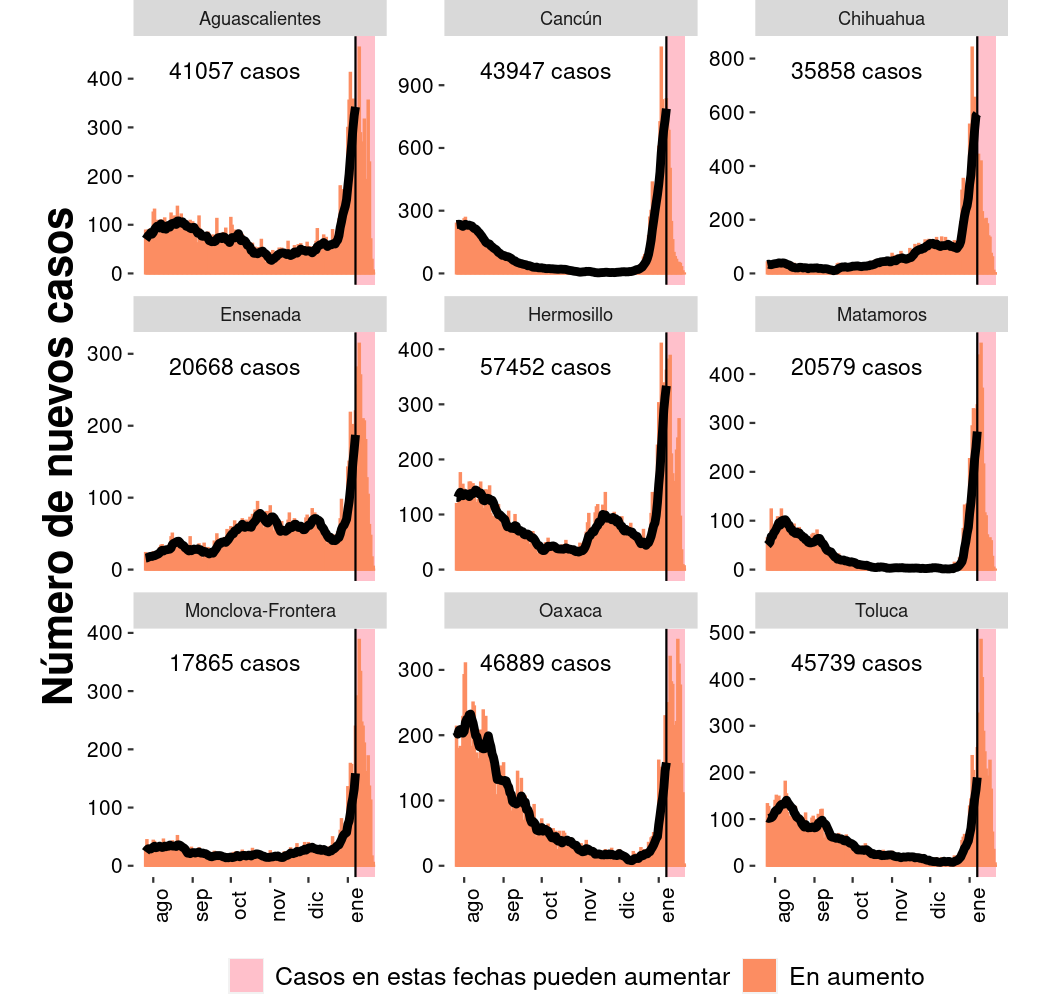 Número de nuevos casos
Aguascalientes
41057 casos
400
300
200
100
0
Cancún
43947 casos
900
600
300
0
Chihuahua
35858 casos
800
600
400
200
0
Ensenada
20668 casos
300
200
100
0
Hermosillo
57452 casos
400
300
200
100
0
Matamoros
20579 casos
400
300
200
100
0
Monclova-Frontera
17865 casos
400
300
200
100
0
ago sep oct nov dic ene
Oaxaca
46889 casos
300
200
100
0
ago sep oct nov dic ene
Toluca
45739 casos
500
400
300
200
100
0
ago sep oct nov dic ene
Casos en estas fechas pueden aumentar
En aumento